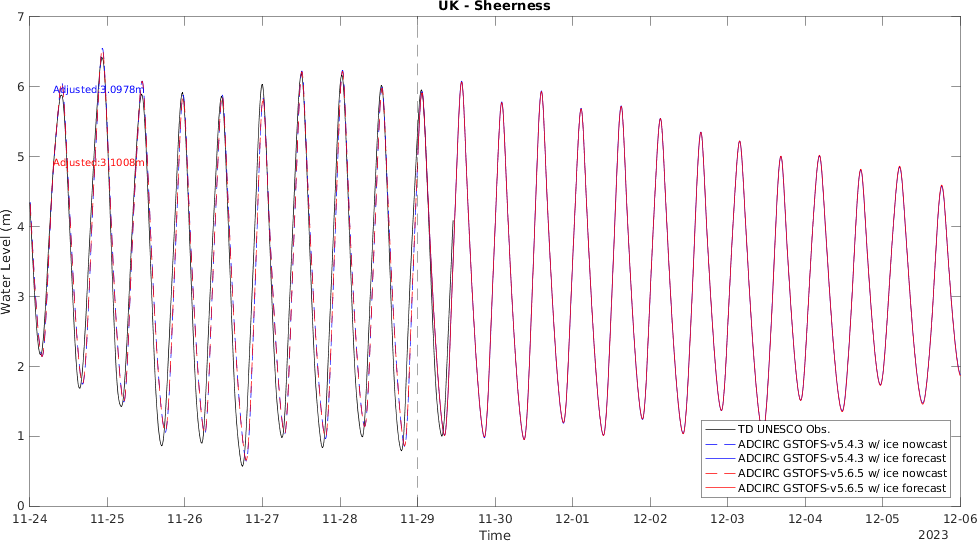 UK - Sheerness
7
6
5
4
3
2
1
0
Water Level (m)
Adjusted:3.0978m
Adjusted:3.1008m
TD UNESCO Obs.
ADCIRC GSTOFS-v5.4.3 w/ ice nowcast
ADCIRC GSTOFS-v5.4.3 w/ ice forecast
ADCIRC GSTOFS-v5.6.5 w/ ice nowcast
ADCIRC GSTOFS-v5.6.5 w/ ice forecast
11-24 11-25 11-26 11-27 11-28 11-29 11-30 12-01 12-02 12-03 12-04 12-05 12-06
Time
2023